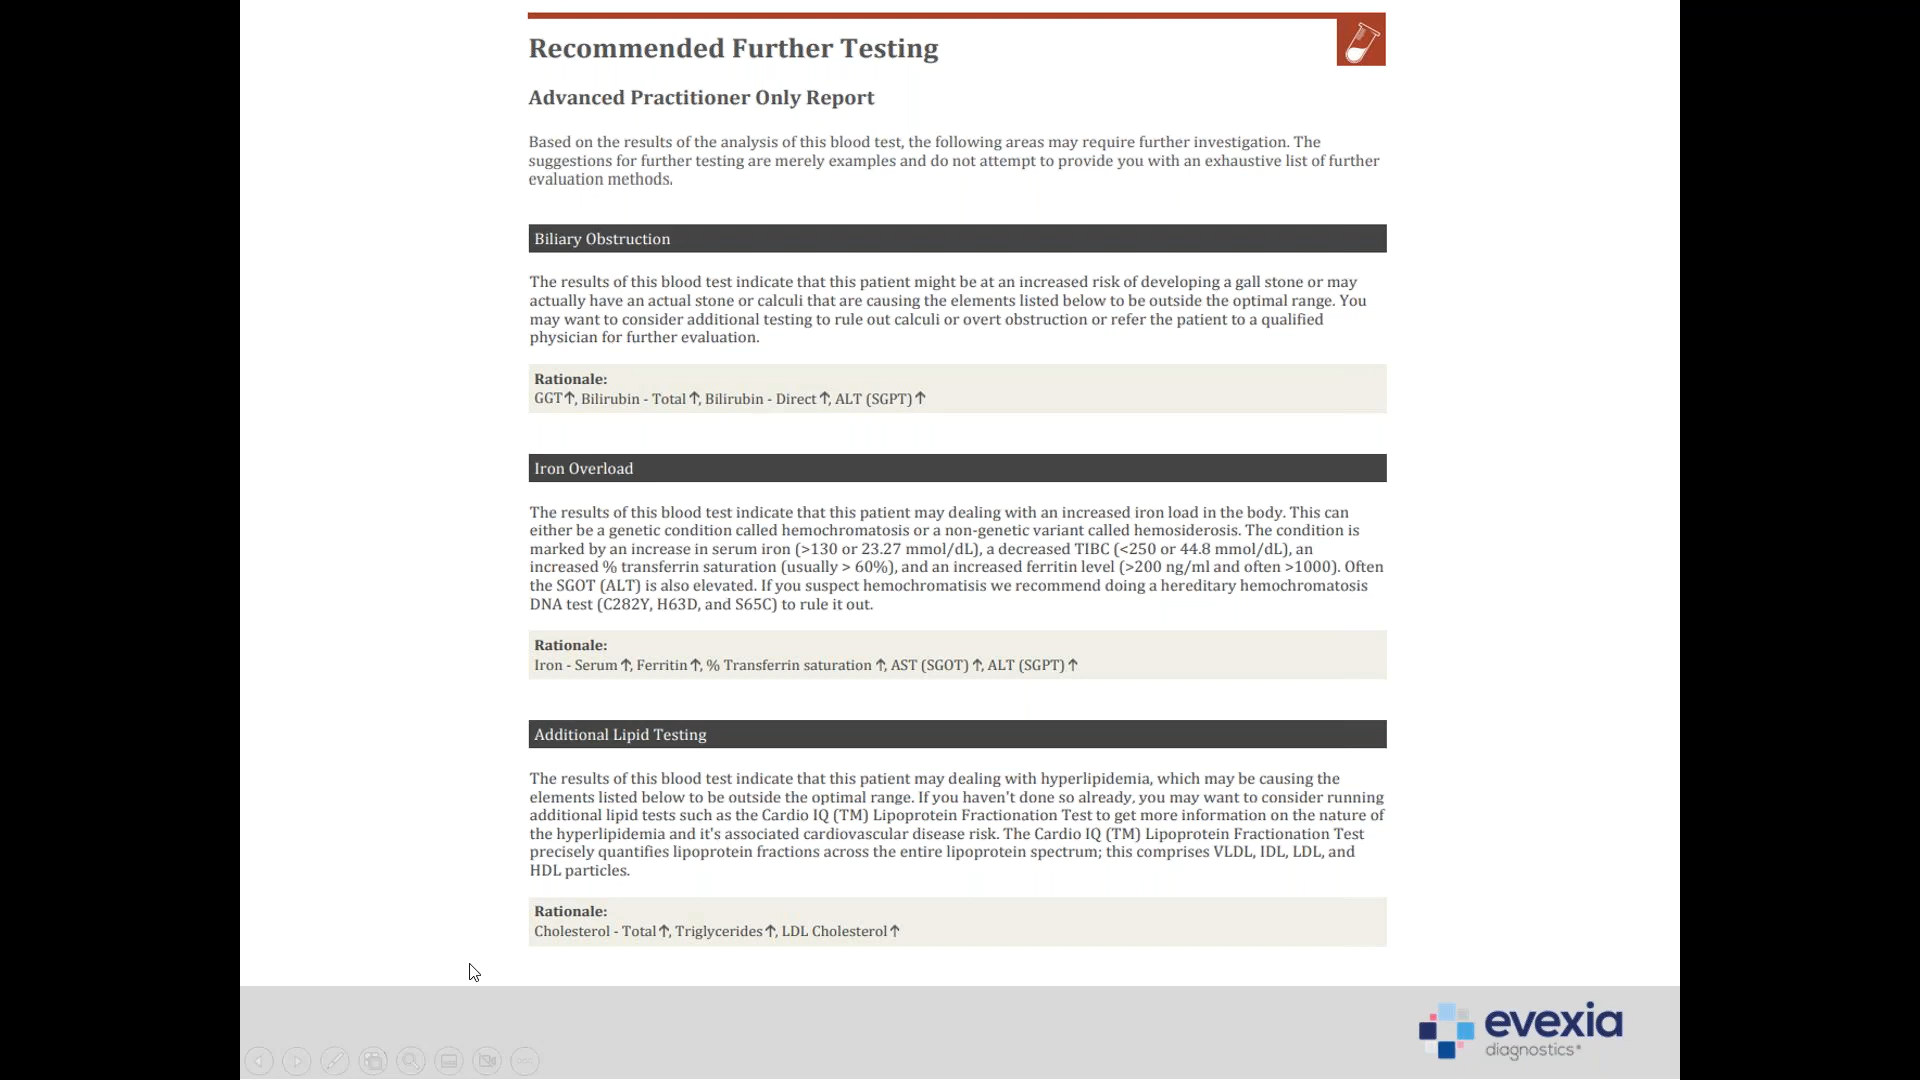 Recommended Further Testing
Advanced Practitioner Only Report
Based on the results of the analysis of this blood test, the following areas may require further investigation. The
suggestions for further testing are merely examples and do not attempt to provide you with an exhaustive list of further
evaluation methods.
Biliary Obstruction
The results of this blood test indicate that this patient might be at an increased risk of developing a gall stone or may
actually have an actual stone or calculi that are causing the elements listed below to be outside the optimal range. You
may want to consider additional testing to rule out calculi or overt obstruction or refer the patient to a qualified
physician for further evaluation.
Rationale:
GGT↑, Bilirubin - Total↑, Bilirubin - Direct↑, ALT (SGPT)↑
Iron Overload
The results of this blood test indicate that this patient may dealing with an increased iron load in the body. This can
either be a genetic condition called hemochromatosis or a non-genetic variant called hemosiderosis. The condition is
marked by an increase in serum iron (>130 or 23.27 mmol/dL), a decreased TIBC (<250 or 44.8 mmol/dL), an
increased % transferrin saturation (usually > 60%), and an increased ferritin level (>200 ng/ml and often >1000). Often
the SGOT (ALT) is also elevated. If you suspect hemochromatisis we recommend doing a hereditary hemochromatosis
DNA test (C282Y, H63D, and S65C) to rule it out.
Rationale:
Iron - Serum↑, Ferritin↑, % Transferrin saturation ↑, AST (SGOT)↑, ALT (SGPT)↑
Additional Lipid Testing
The results of this blood test indicate that this patient may dealing with hyperlipidemia, which may be causing the
elements listed below to be outside the optimal range. If you haven't done so already, you may want to consider running
additional lipid tests such as the Cardio IQ (TM) Lipoprotein Fractionation Test to get more information on the nature of
the hyperlipidemia and it's associated cardiovascular disease risk. The Cardio IQ (TM) Lipoprotein Fractionation Test
precisely quantifies lipoprotein fractions across the entire lipoprotein spectrum; this comprises VLDL, IDL, LDL, and
HDL particles.
Rationale:
Cholesterol - Total↑, Triglycerides↑, LDL Cholesterol↑
evexia
diagnostics